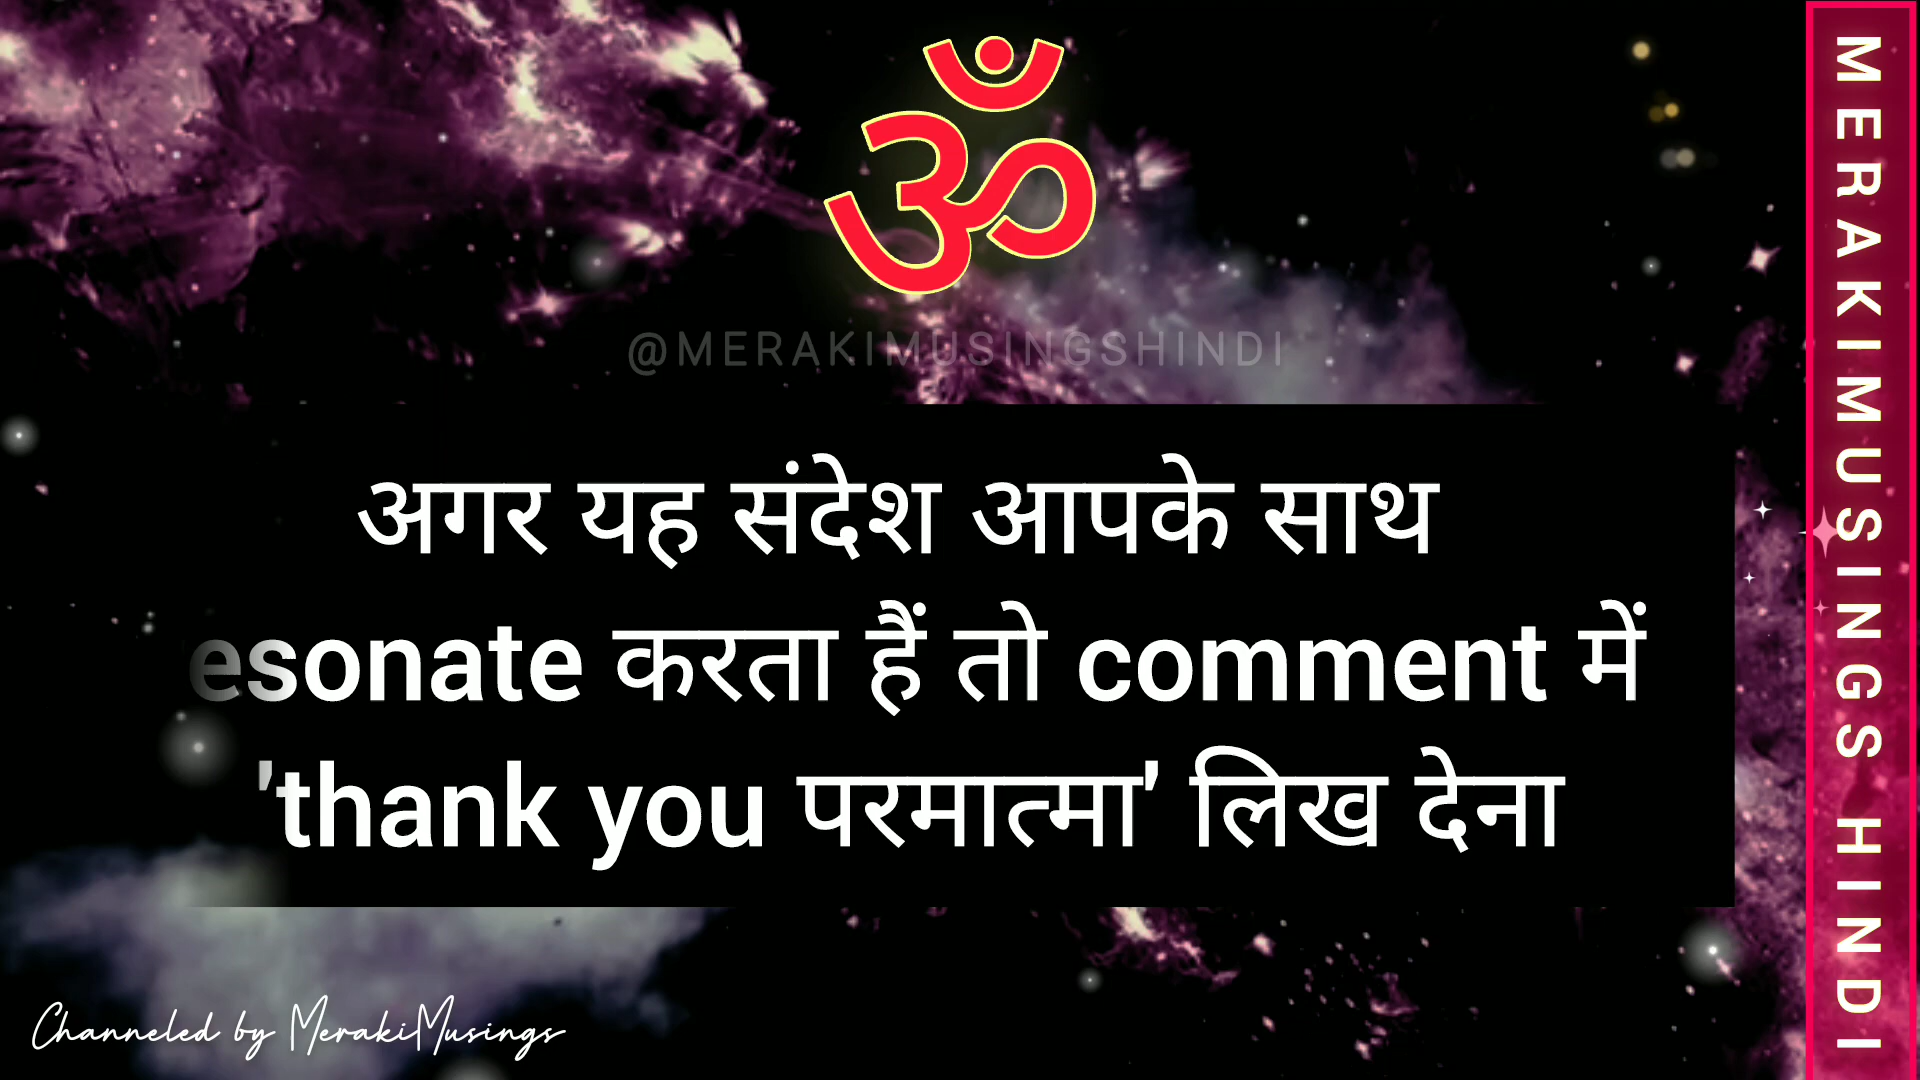 ॐ
@MERAKIMUSINGSHINDI
अगर यह संदेश आपके साथ
esonate करता हैं तो comment में
'thank you परमात्मा' लिख देना
Channeled by MerakiMusings
MERAKIMUSINGS HINDI